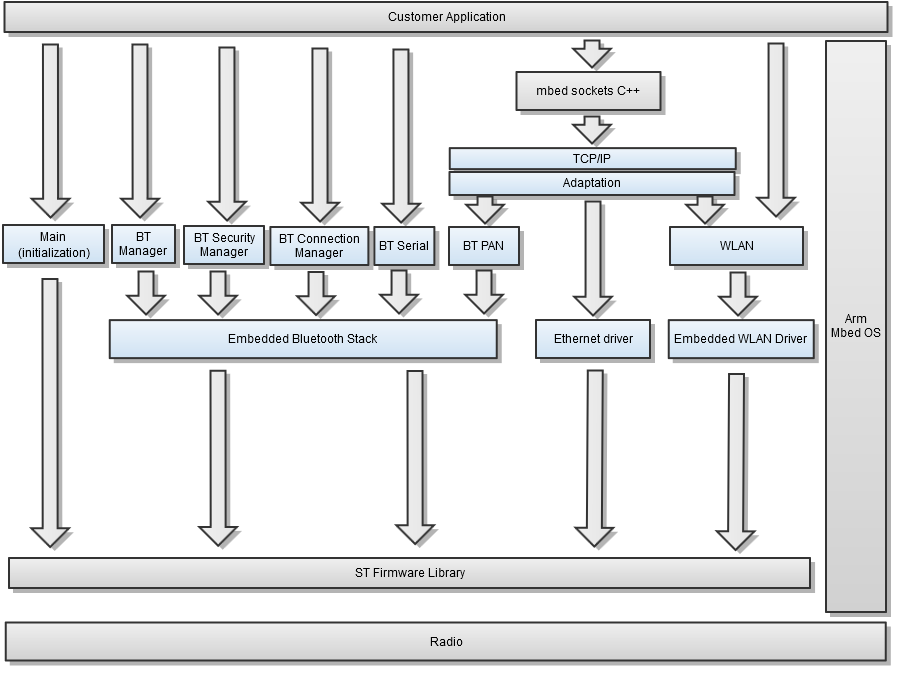 Customer Application
mbed sockets C++
TCP/IP
Adaptation
Main
(initialization)
BT
Manager
BT Security
Manager
BT Connection
Manager
BT Serial
BT PAN
WLAN
Embedded Bluetooth Stack
Ethernet driver
Embedded WLAN Driver
Arm
Mbed OS
ST Firmware Library
Radio